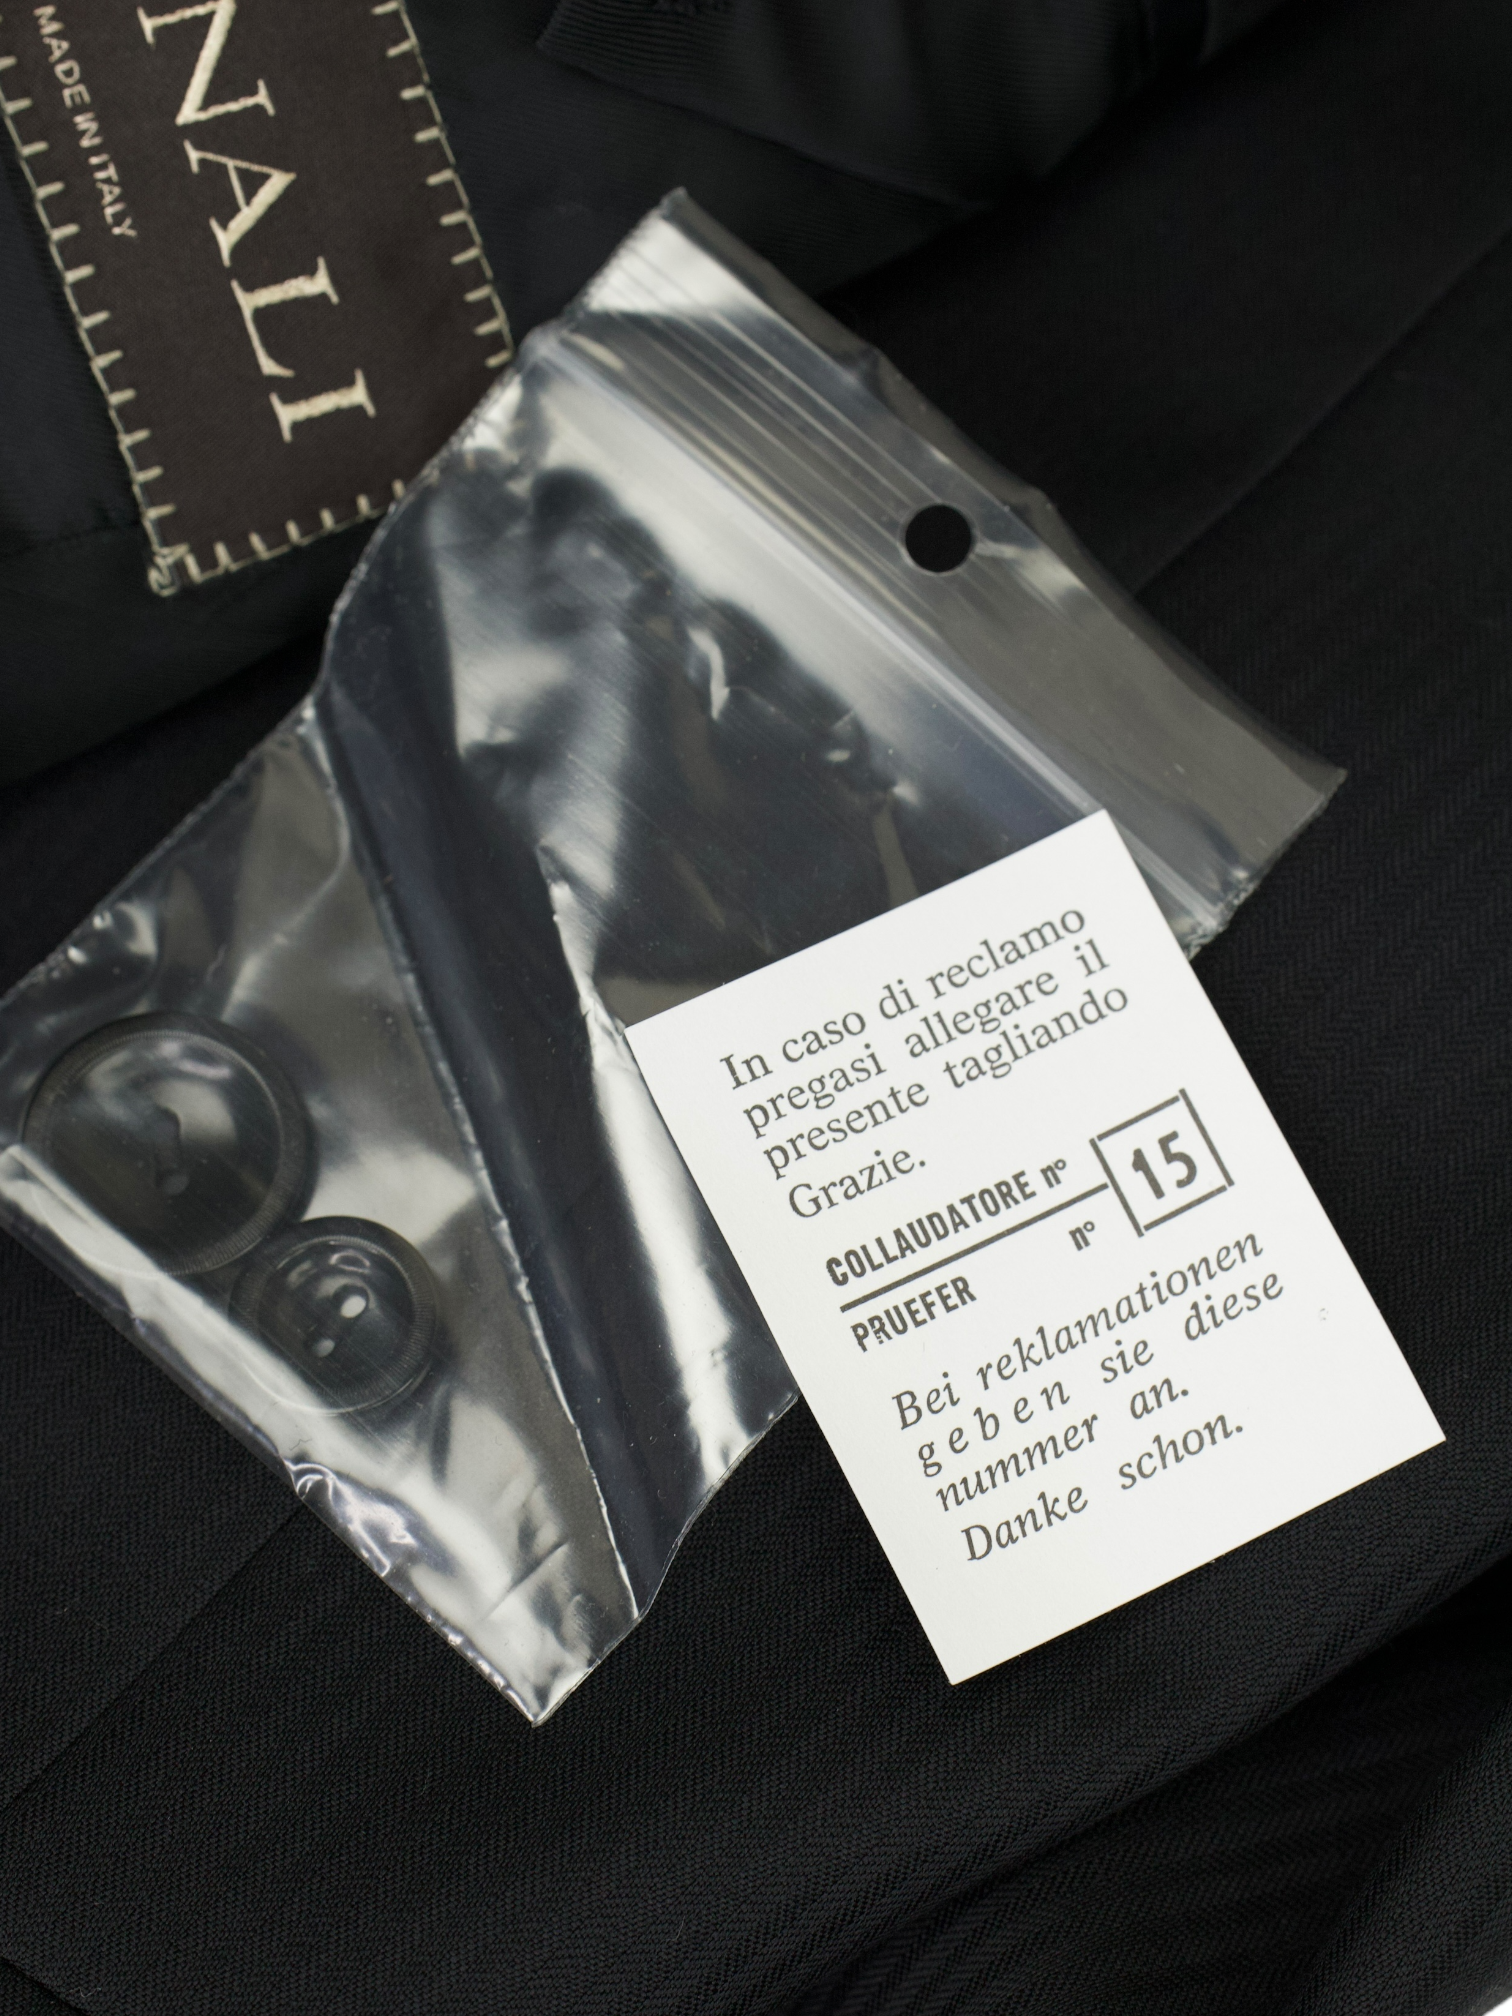 NALI
MADE IN ITALY
In caso di reclamo
pregasi allegare il
presente tagliando
Grazie.
COLLAUDATORE n° 15
PRUEFER n°
Bei reklamationen
geben sie diese
nummer an.
Danke schon.